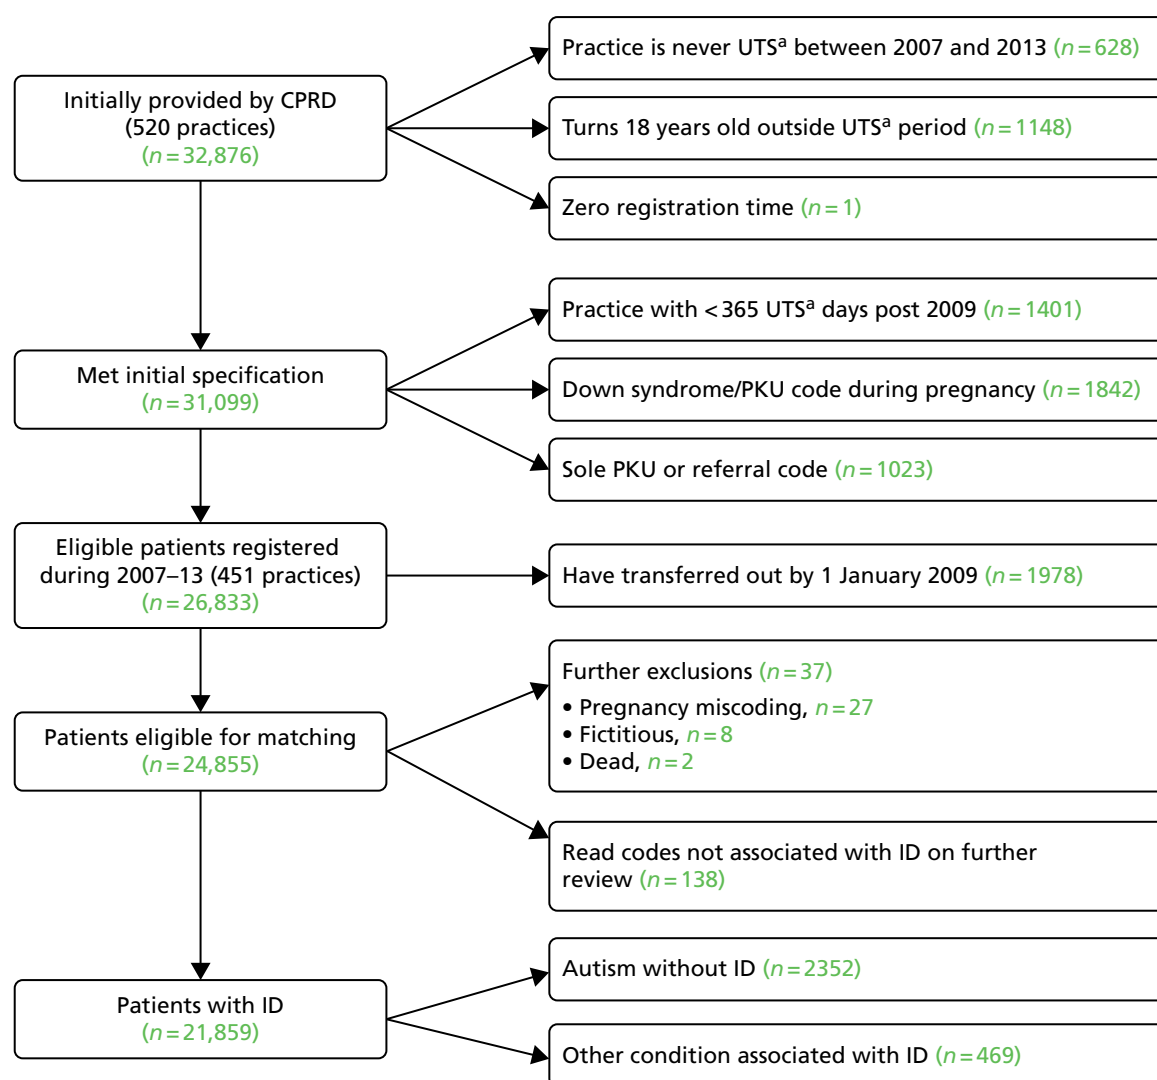 Practice is never UTSa between 2007 and 2013 (n=628)
Initially provided by CPRD
(520 practices)
(n=32,876)
Turns 18 years old outside UTSa period (n=1148)
Zero registration time (n=1)
Practice with <365 UTSa days post 2009 (n=1401)
Met initial specification
(n=31,099)
Down syndrome/PKU code during pregnancy (n=1842)
Sole PKU or referral code (n=1023)
Eligible patients registered
during 2007–13 (451 practices)
(n=26,833)
Have transferred out by 1 January 2009 (n=1978)
Further exclusions (n=37)
• Pregnancy miscoding, n=27
• Fictitious, n=8
• Dead, n=2
Patients eligible for matching
(n=24,855)
Read codes not associated with ID on further
review (n=138)
Autism without ID (n=2352)
Patients with ID
(n=21,859)
Other condition associated with ID (n=469)